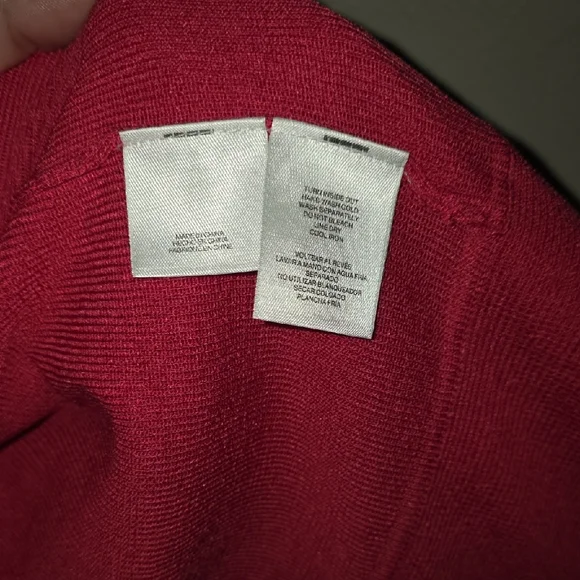 MADE IN CHINA
HECHO EN CHINA
FABRIQUÉ EN CHINE
TURN INSIDE OUT
HAND WASH COLD
WASH SEPARATELY
DO NOT BLEACH
LINE DRY
COOL IRON
VOLTEAR AL REVÉS
LAVAR A MANO CON AGUA FRIA
SEPARADO
NO UTILIZAR BLANQUEADOR
SECAR COLGADO
PLANCHA FRIA